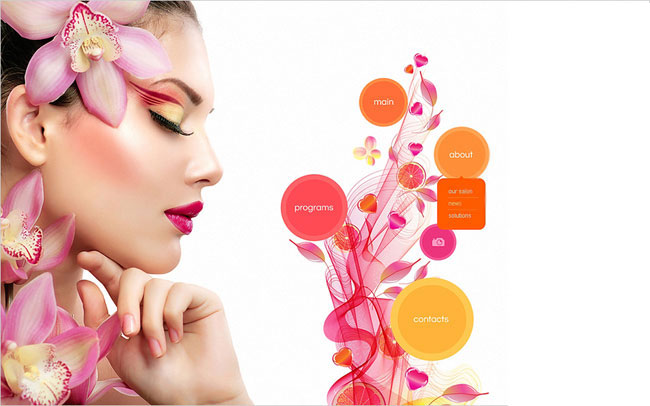 main
about
our salon
news
solutions
programs
contacts